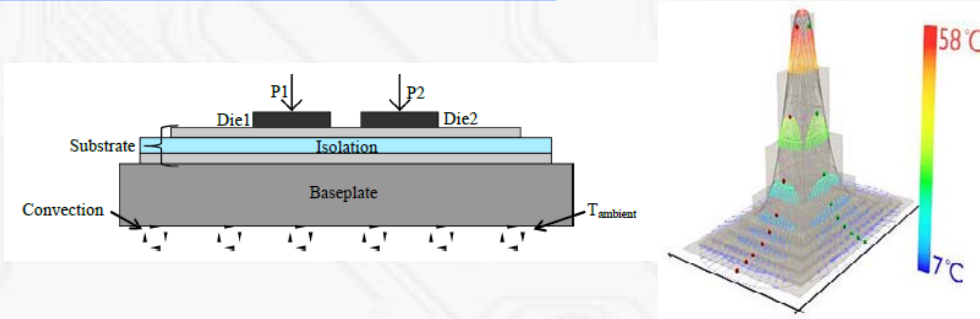 P1
P2
Die1
Die2
Substrate
Isolation
Baseplate
Convection
Tambient
58°C
7°C